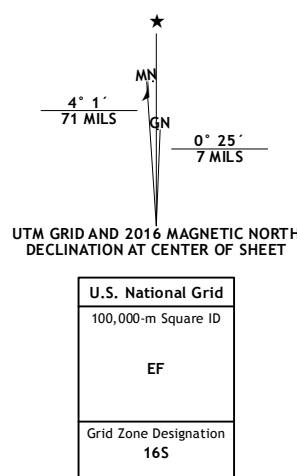 ★
MN
4° 1´
71 MILS
GN
0° 25´
7 MILS
UTM GRID AND 2016 MAGNETIC NORTH
DECLINATION AT CENTER OF SHEET
U.S. National Grid
100,000-m Square ID
EF
Grid Zone Designation
16S